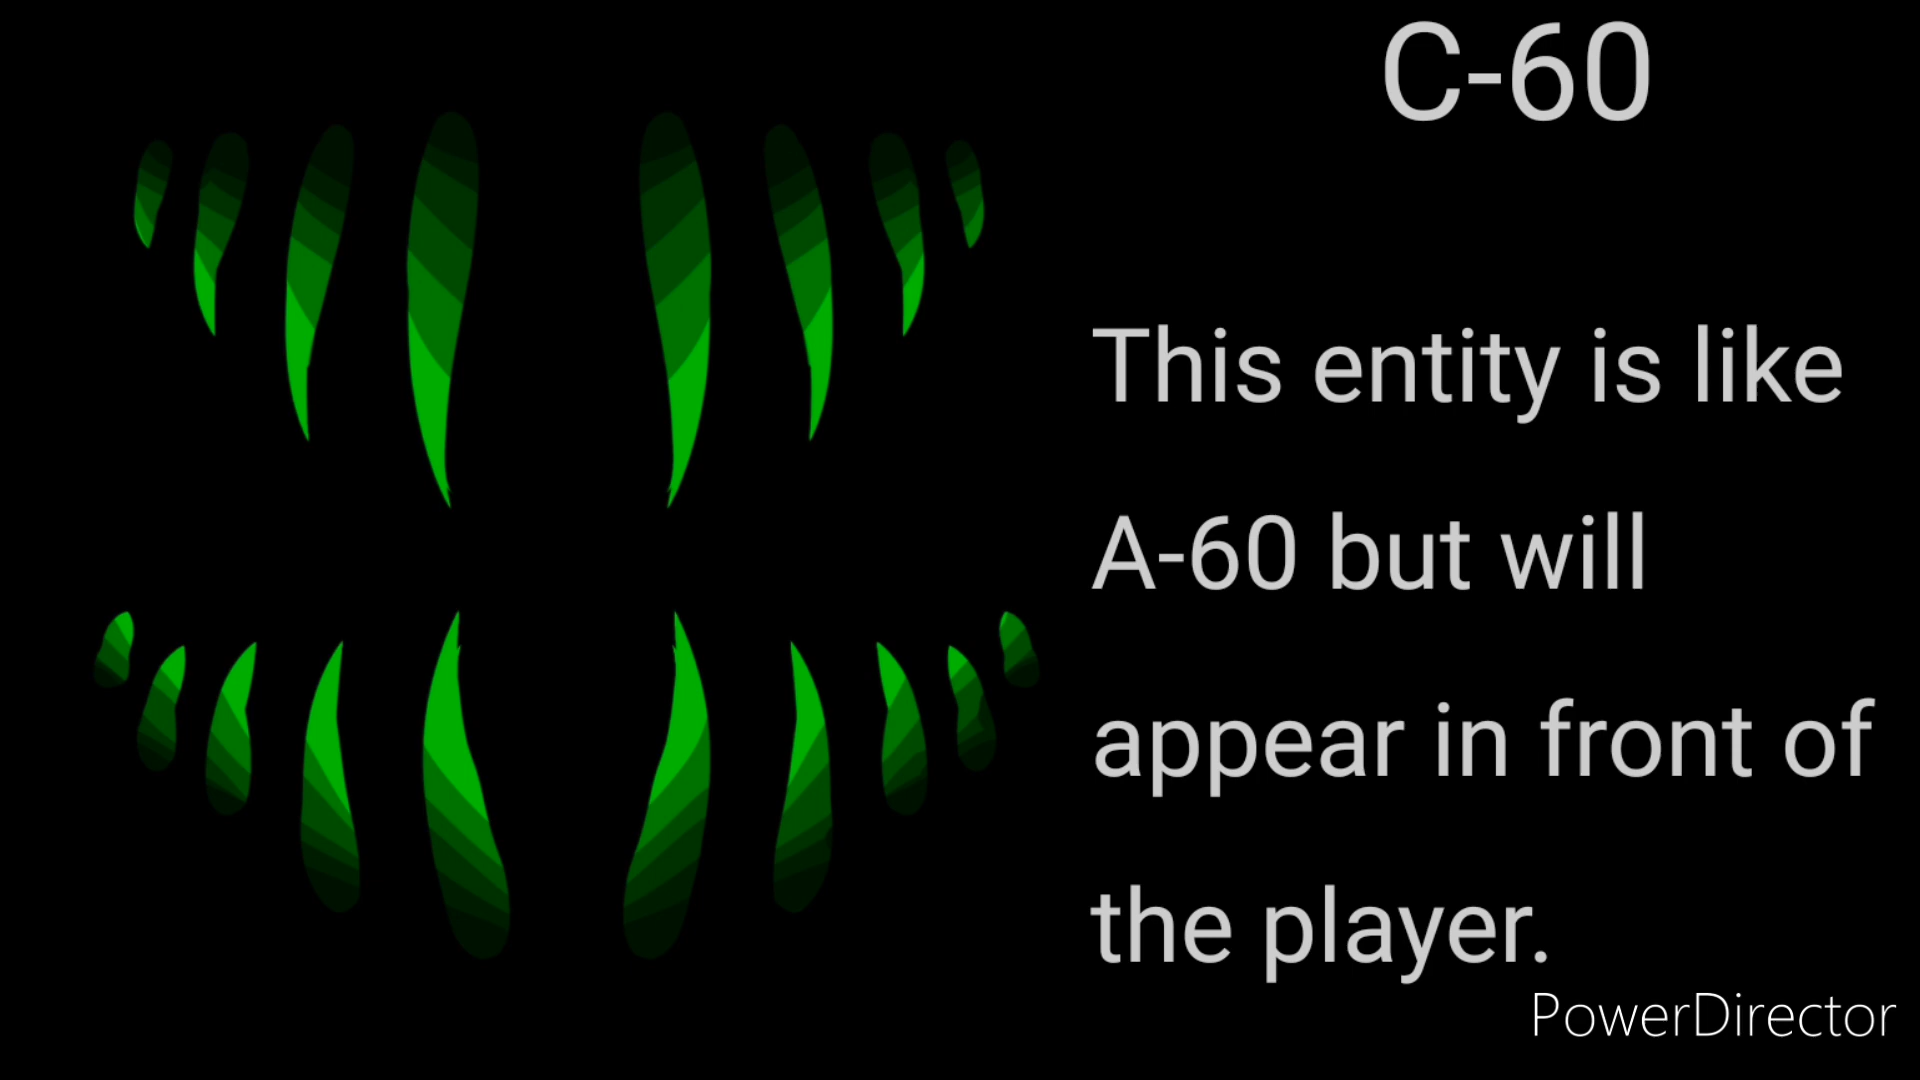 C-60
This entity is like
A-60 but will
appear in front of
the player.
PowerDirector